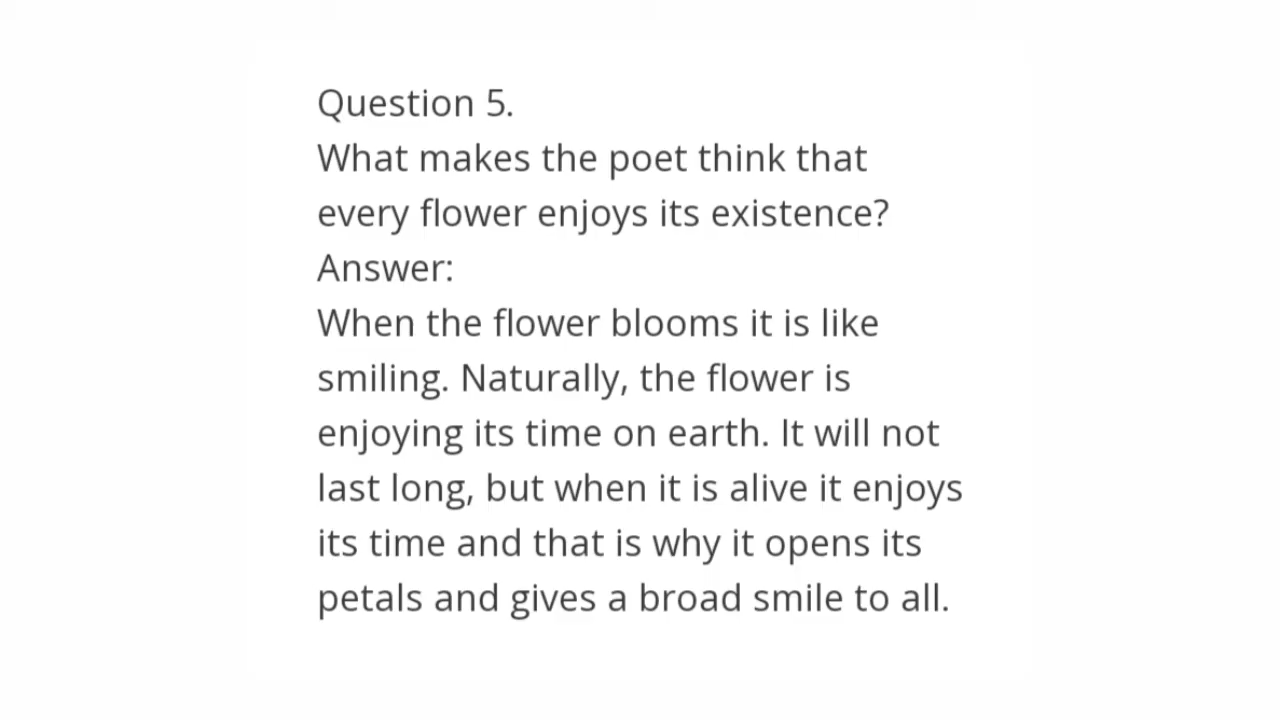 Question 5.
What makes the poet think that
every flower enjoys its existence?
Answer:
When the flower blooms it is like
smiling. Naturally, the flower is
enjoying its time on earth. It will not
last long, but when it is alive it enjoys
its time and that is why it opens its
petals and gives a broad smile to all.